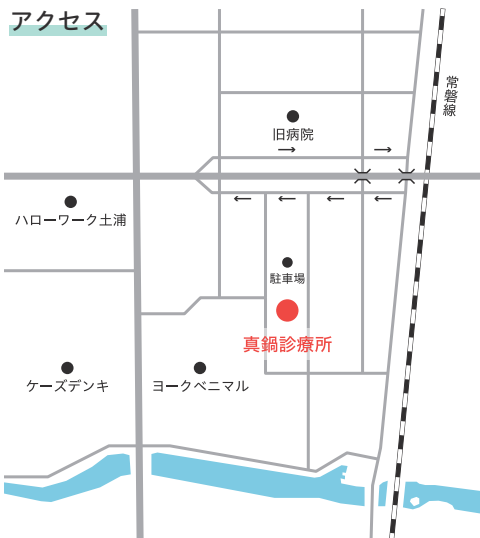 アクセス
常磐線
旧病院
ハローワーク土浦
駐車場
真鍋診療所
ケーズデンキ
ヨークベニマル